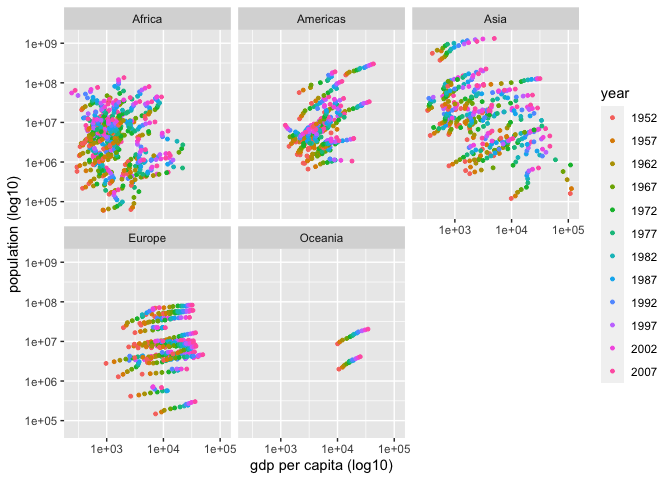 Africa
Americas
Asia
1e+09
1e+08
1e+07
1e+06
1e+05
1e+03
1e+04
1e+05
Europe
Oceania
1e+09
1e+08
1e+07
1e+06
1e+05
1e+03
1e+04
1e+05
1e+03
1e+04
1e+05
population (log10)
gdp per capita (log10)
year
1952
1957
1962
1967
1972
1977
1982
1987
1992
1997
2002
2007